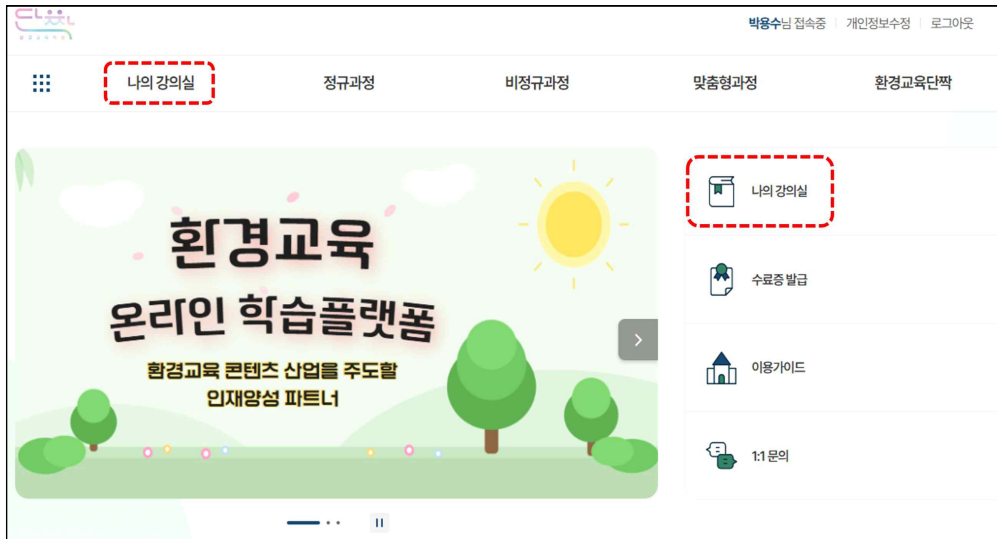 박용수님 접속중 개인정보수정 로그아웃
나의 강의실 정규과정 비정규과정 맞춤형과정 환경교육단짝
환경교육
온라인 학습플랫폼
환경교육 콘텐츠 산업을 주도할
인재양성 파트너
나의 강의실
수료증 발급
이용가이드
1:1 문의